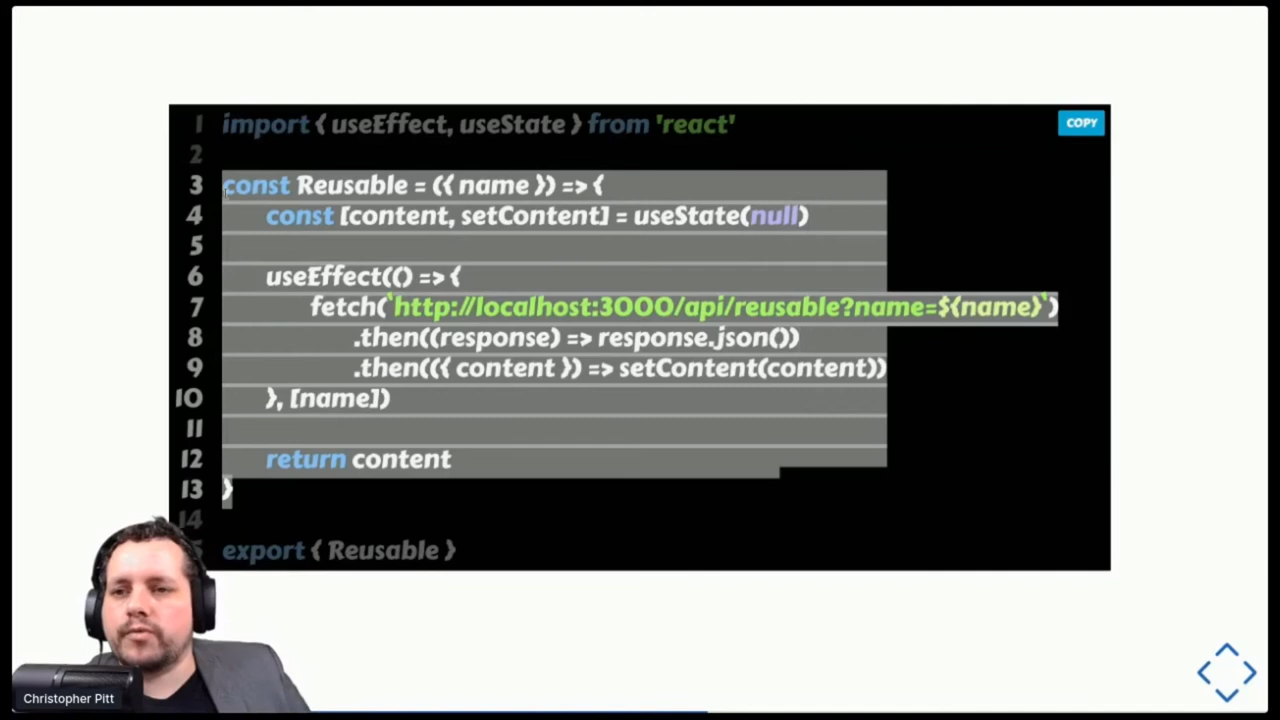 1 import { useEffect, useState } from 'react'
COPY
2
3 const Reusable = ({ name }) => {
4 const [content, setContent] = useState(null)
5
6 useEffect(() => {
7 fetch(`http://localhost:3000/api/reusable?name=${name}`)
8 .then((response) => response.json())
9 .then(({ content }) => setContent(content))
10 }, [name])
11
12 return content
13 }
14
5 export { Reusable }
Christopher Pitt